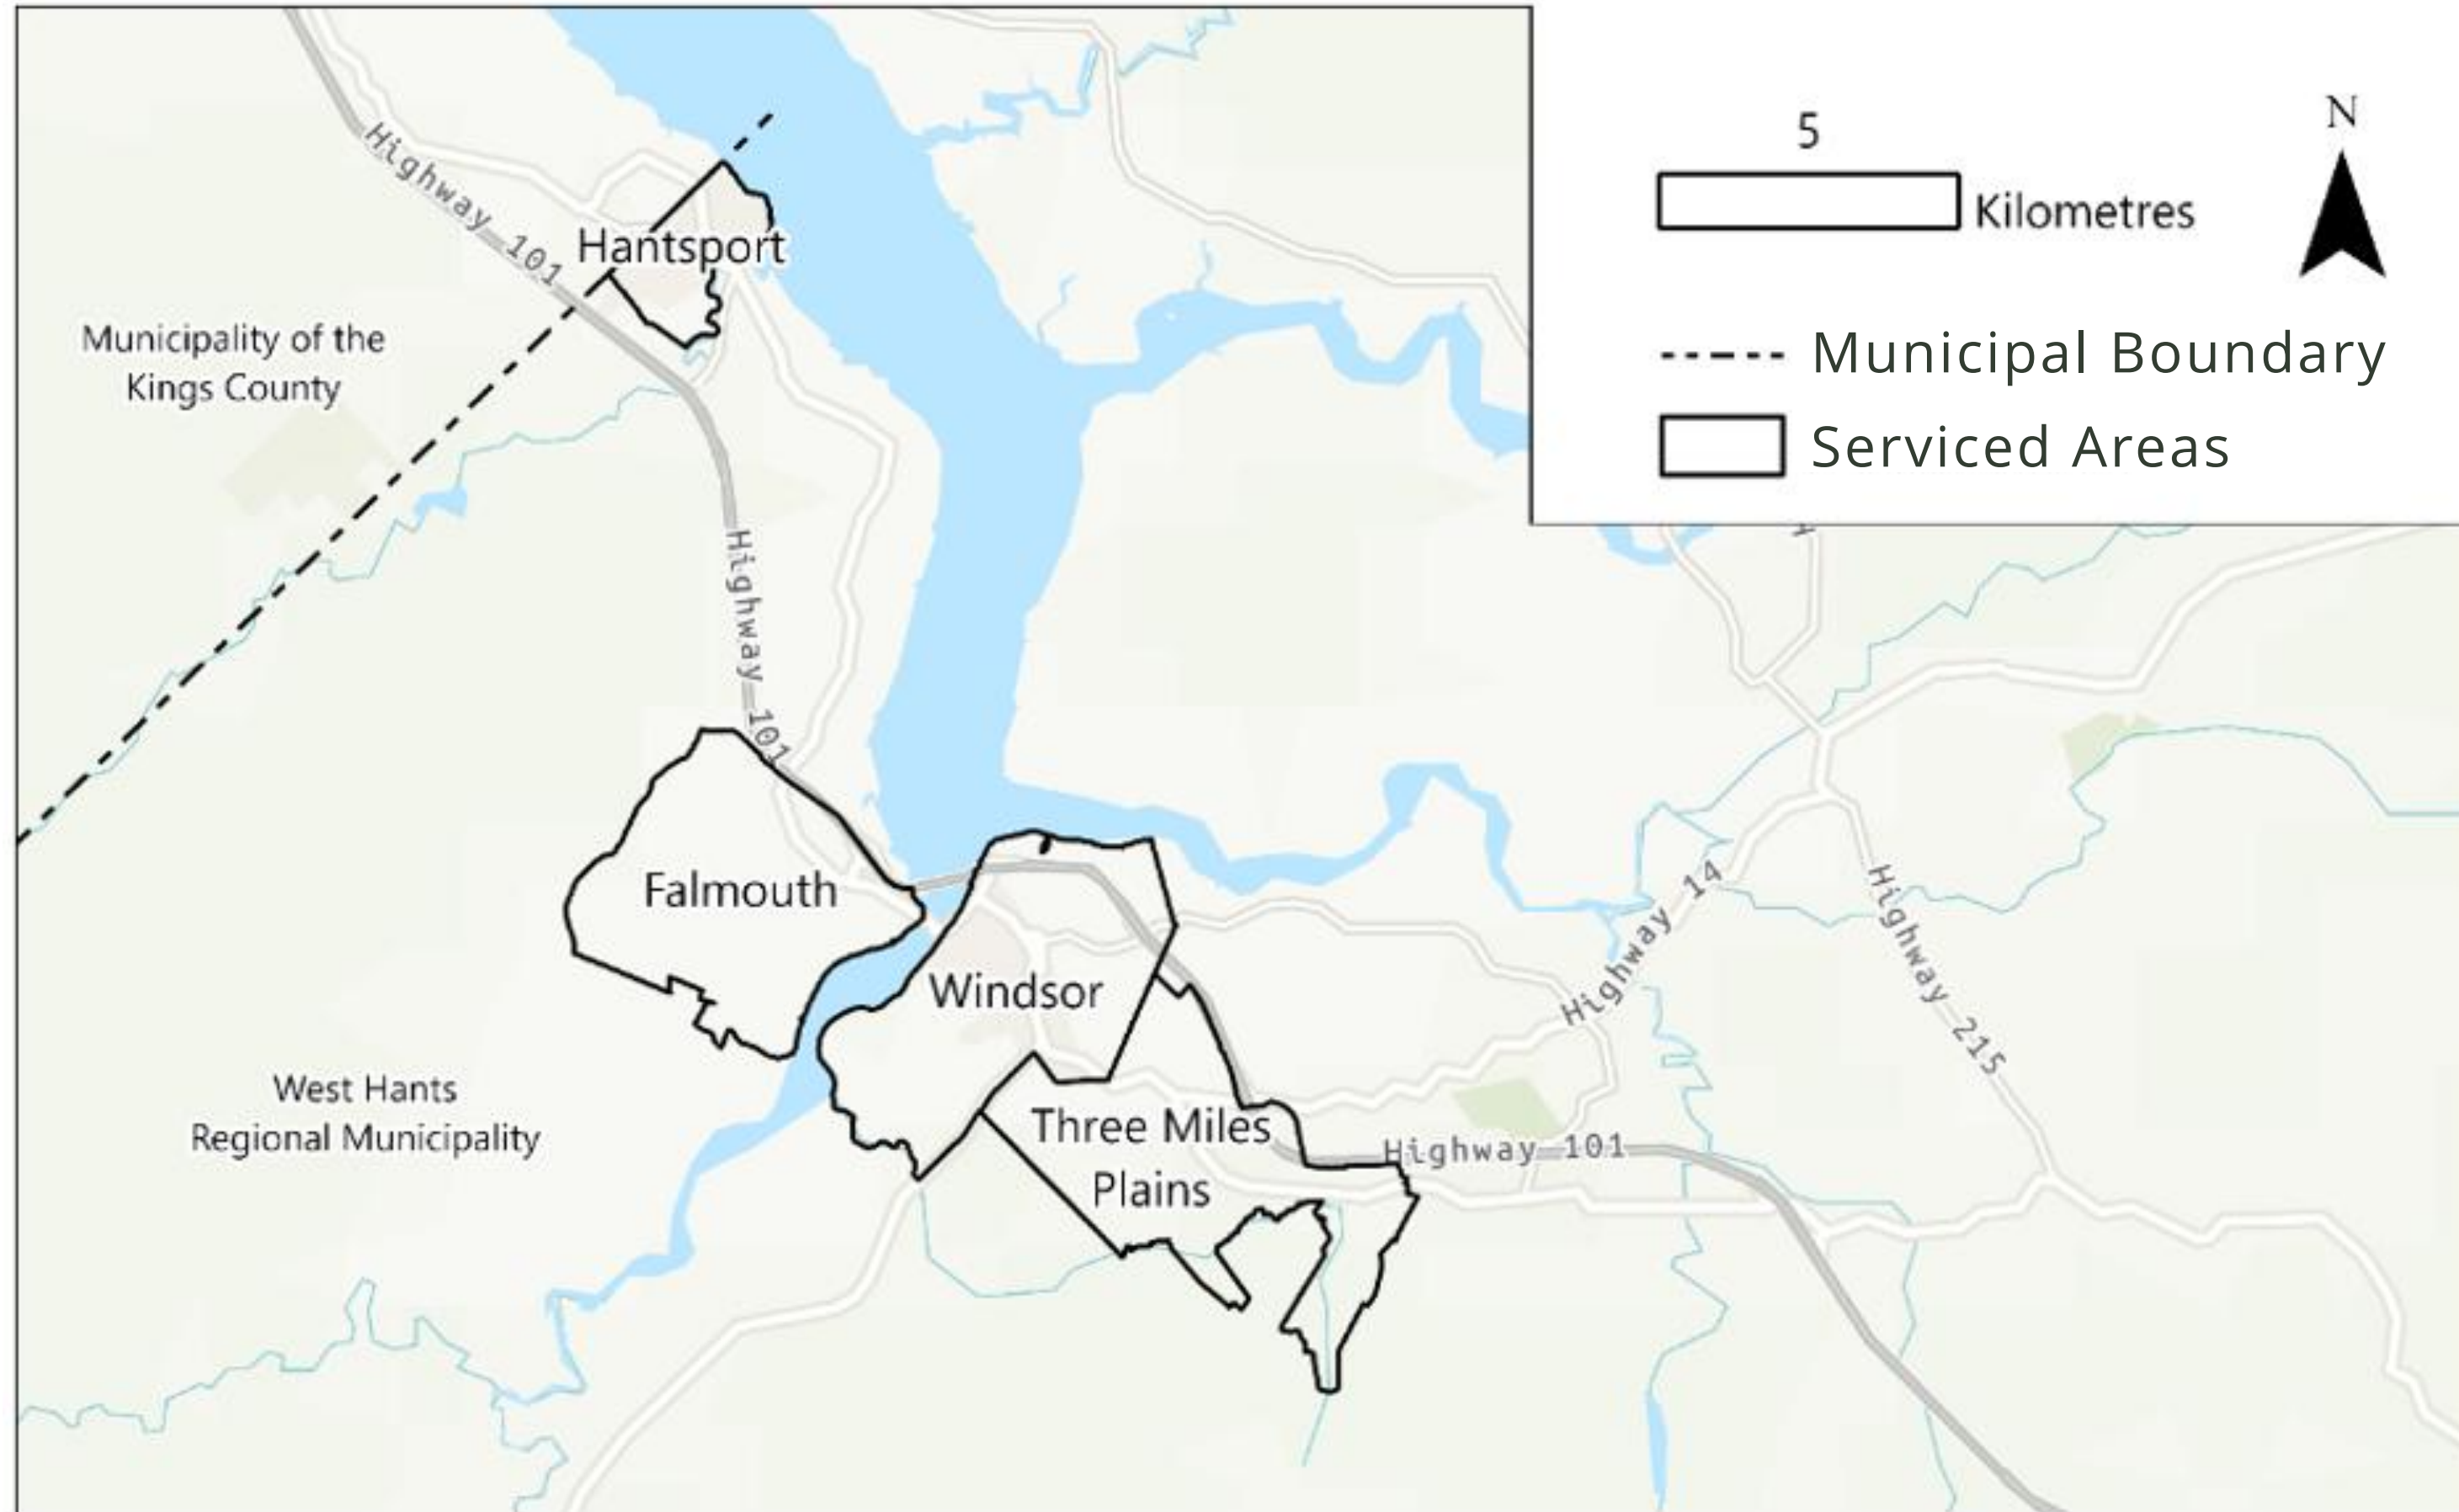 5
N
Kilometres
Municipal Boundary
Serviced Areas
Highway 101
Hantsport
Municipality of the
Kings County
Highway 101
Falmouth
Windsor
Highway 14
Highway 215
West Hants
Regional Municipality
Three Miles
Plains
Highway 101